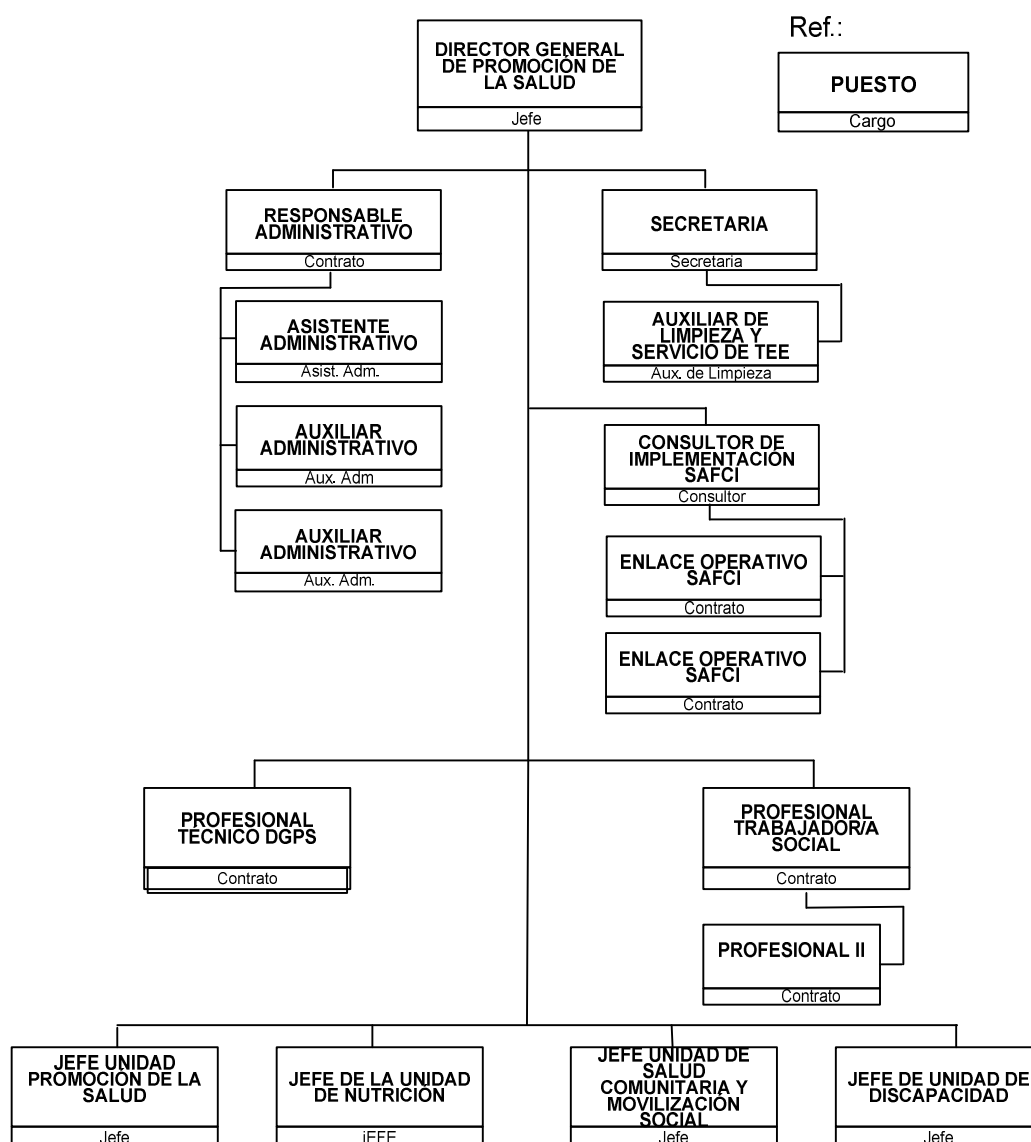 DIRECTOR GENERAL
DE PROMOCIÓN DE
LA SALUD
Jefe
Ref.:
PUESTO
Cargo
RESPONSABLE
ADMINISTRATIVO
Contrato
SECRETARIA
Secretaria
ASISTENTE
ADMINISTRATIVO
Asist. Adm.
AUXILIAR DE
LIMPIEZA Y
SERVICIO DE TEE
Aux. de Limpieza
AUXILIAR
ADMINISTRATIVO
Aux. Adm
CONSULTOR DE
IMPLEMENTACIÓN
SAFCI
Consultor
AUXILIAR
ADMINISTRATIVO
Aux. Adm.
ENLACE OPERATIVO
SAFCI
Contrato
ENLACE OPERATIVO
SAFCI
Contrato
PROFESIONAL
TECNICO DGPS
Contrato
PROFESIONAL
TRABAJADOR/A
SOCIAL
Contrato
PROFESIONAL II
Contrato
JEFE UNIDAD
PROMOCIÓN DE LA
SALUD
Jefe
JEFE DE LA UNIDAD
DE NUTRICIÓN
jEFE
JEFE UNIDAD DE
SALUD
COMUNITARIA Y
MOVILIZACIÓN
SOCIAL
Jefe
JEFE DE UNIDAD DE
DISCAPACIDAD
Jefe